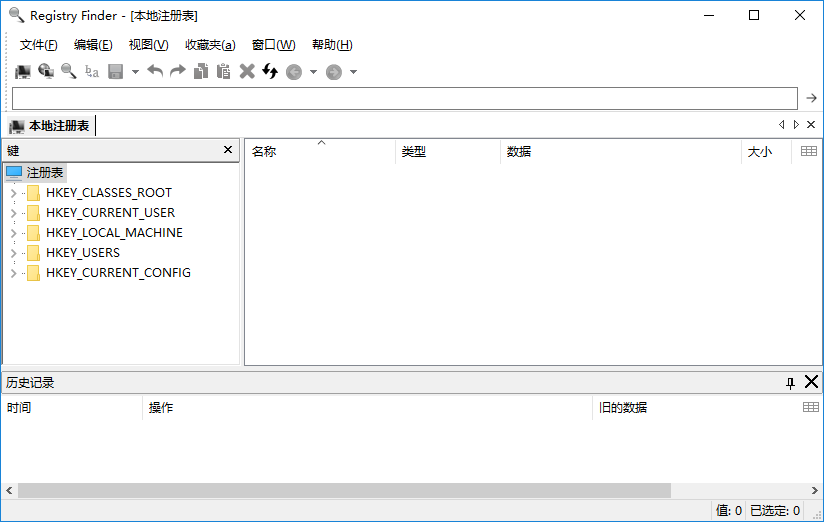 Registry Finder - [本地注册表]
文件(F) 编辑(E) 视图(V) 收藏夹(a) 窗口(W) 帮助(H)
b a
本地注册表
键
名称 类型 数据 大小
注册表
HKEY_CLASSES_ROOT
HKEY_CURRENT_USER
HKEY_LOCAL_MACHINE
HKEY_USERS
HKEY_CURRENT_CONFIG
历史记录
时间 操作 旧的数据
值: 0 已选定: 0